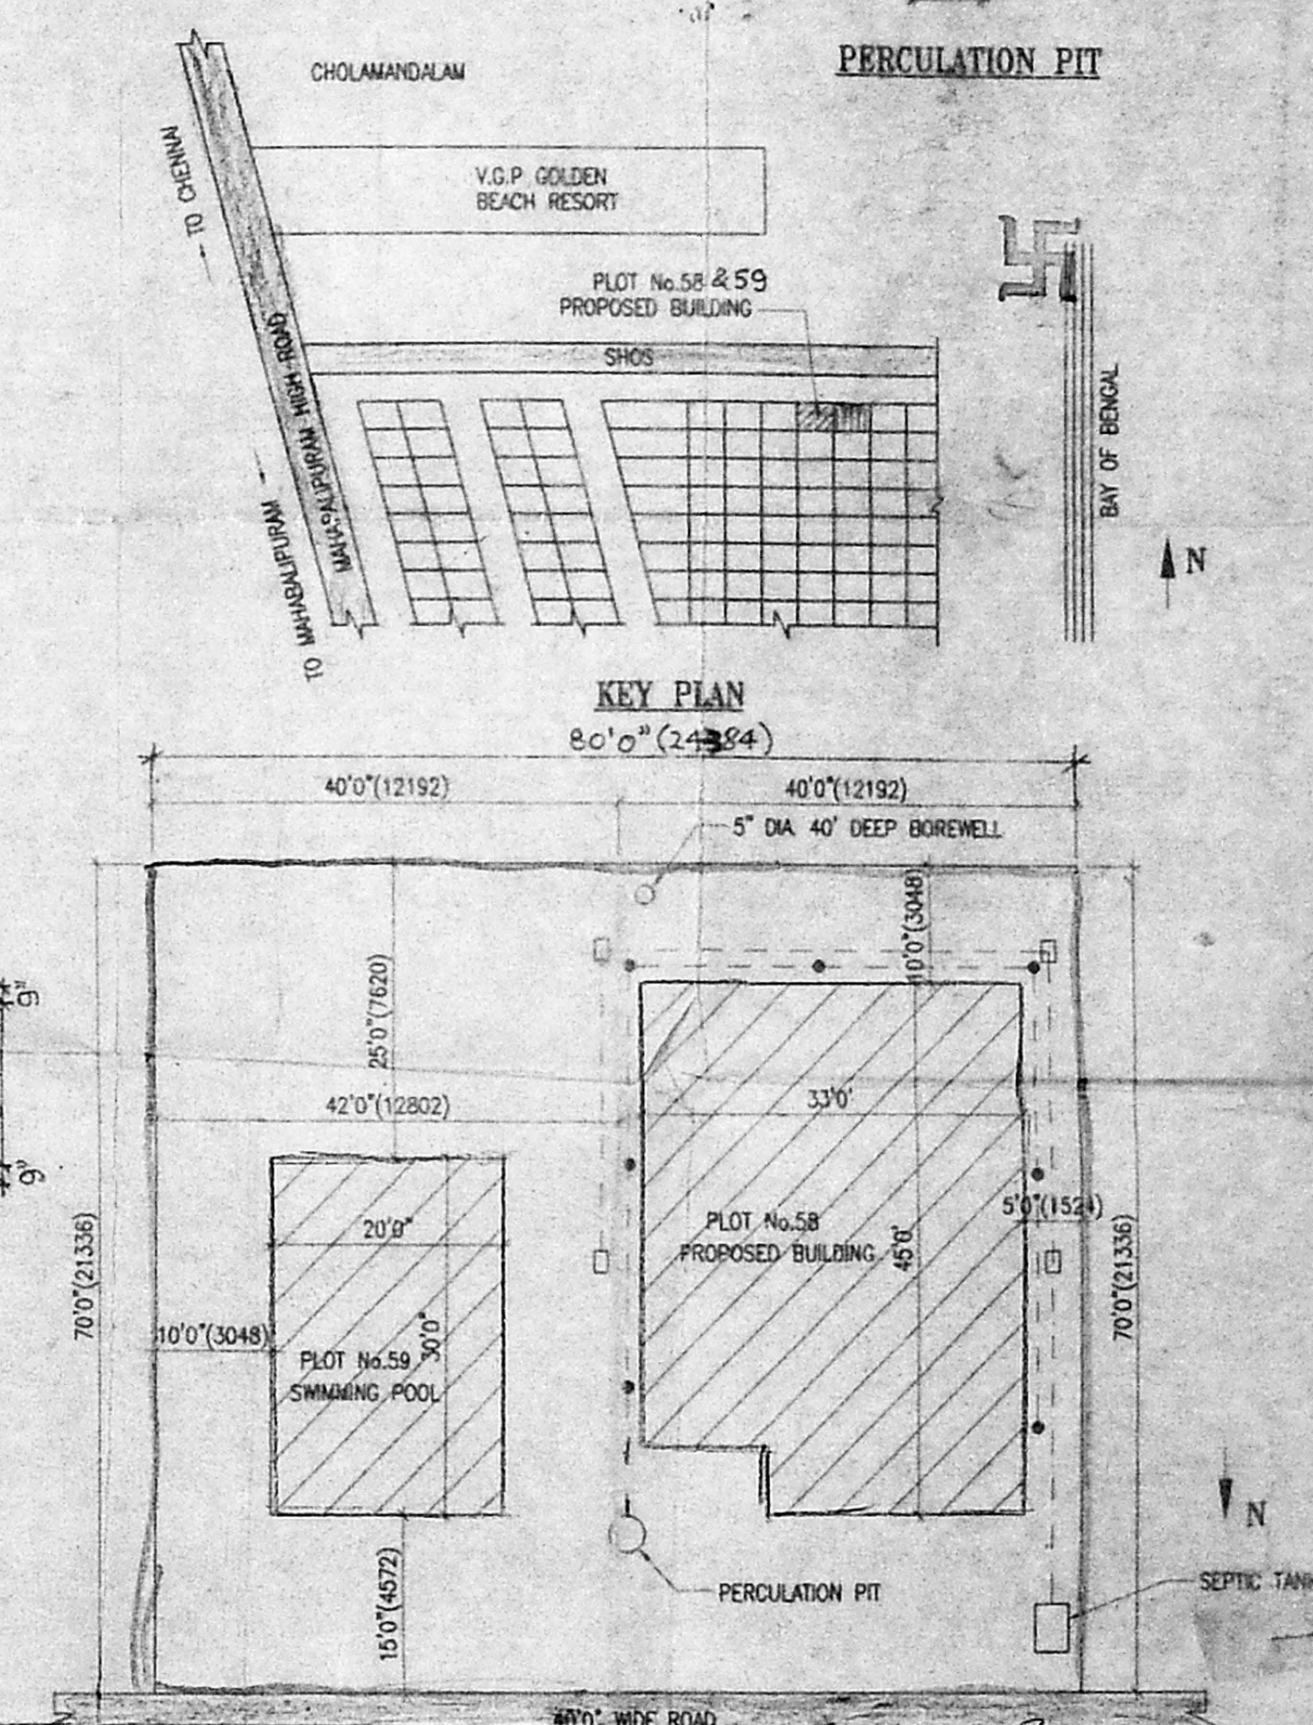 PERCULATION PIT
CHOLAMANDALAM
← TO CHENNAI
V.G.P GOLDEN
BEACH RESORT
PLOT No.58 & 59
PROPOSED BUILDING
SHOS
MAHAPALIPURAM HIGH ROAD
TO MAHABALIPURAM
BAY OF BENGAL
N
KEY PLAN
80'0"(24384)
40'0"(12192)
40'0"(12192)
5" DIA 40' DEEP BOREWELL
10'0"(3048)
25'0"(7620)
9"
42'0"(12802)
33'0'
9"
20'0"
PLOT No.58
PROPOSED BUILDING
45'0'
5'0"(1524)
70'0"(21336)
70'0"(21336)
10'0"(3048)
30'0"
PLOT No.59
SWIMMING POOL
N
15'0"(4572)
PERCULATION PIT
SEPTIC TANK
40'0" WIDE ROAD